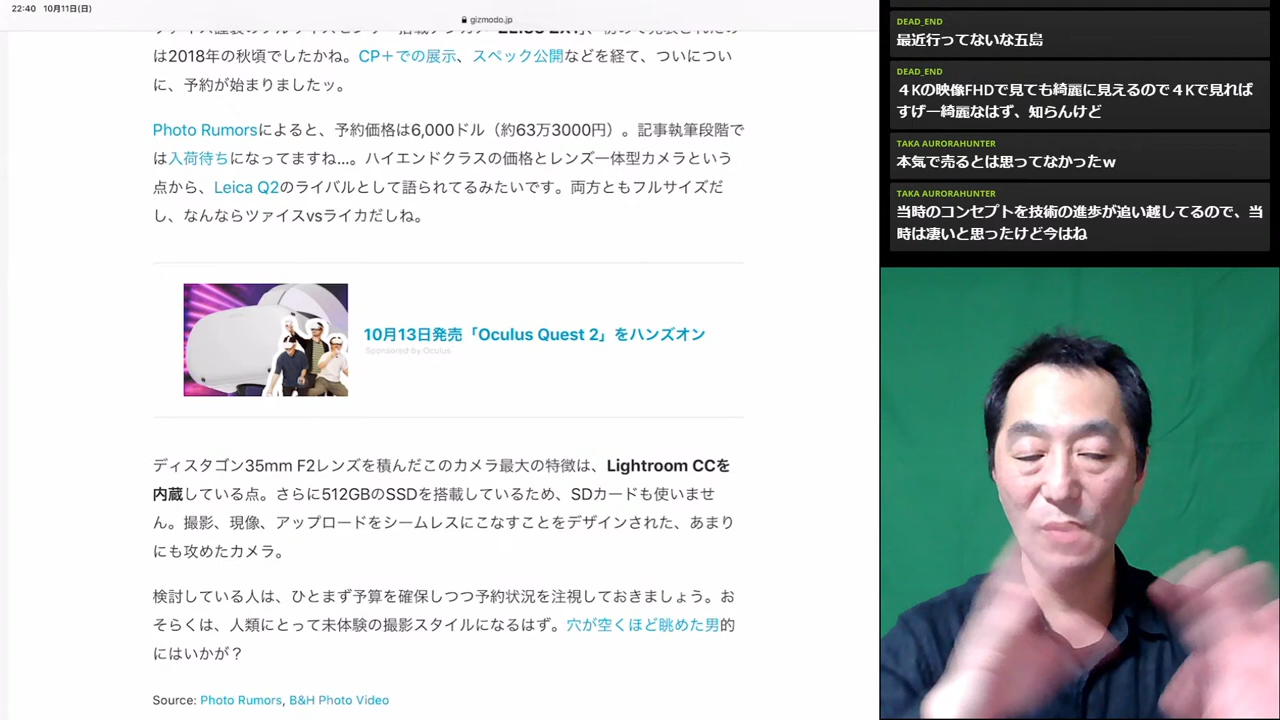 22:40 10月11日(日)
gizmodo.jp
は2018年の秋頃でしたかね。CP＋での展示、スペック公開などを経て、ついについ
に、予約が始まりましたッ。
Photo Rumorsによると、予約価格は6,000ドル（約63万3000円）。記事執筆段階で
は入荷待ちになってますね…。ハイエンドクラスの価格とレンズ一体型カメラという
点から、Leica Q2のライバルとして語られてるみたいです。両方ともフルサイズだ
し、なんならツァイスvsライカだしね。
10月13日発売「Oculus Quest 2」をハンズオン
Sponsored by Oculus
ディスタゴン35mm F2レンズを積んだこのカメラ最大の特徴は、Lightroom CCを
内蔵している点。さらに512GBのSSDを搭載しているため、SDカードも使いませ
ん。撮影、現像、アップロードをシームレスにこなすことをデザインされた、あまり
にも攻めたカメラ。
検討している人は、ひとまず予算を確保しつつ予約状況を注視しておきましょう。お
そらくは、人類にとって未体験の撮影スタイルになるはず。穴が空くほど眺めた男的
にはいかが？
Source: Photo Rumors, B&H Photo Video
DEAD_END
最近行ってないな五島
DEAD_END
４Kの映像FHDで見ても綺麗に見えるので４Kで見れば
すげー綺麗なはず、知らんけど
TAKA AURORAHUNTER
本気で売るとは思ってなかったｗ
TAKA AURORAHUNTER
当時のコンセプトを技術の進歩が追い越してるので、当
時は凄いと思ったけど今はね